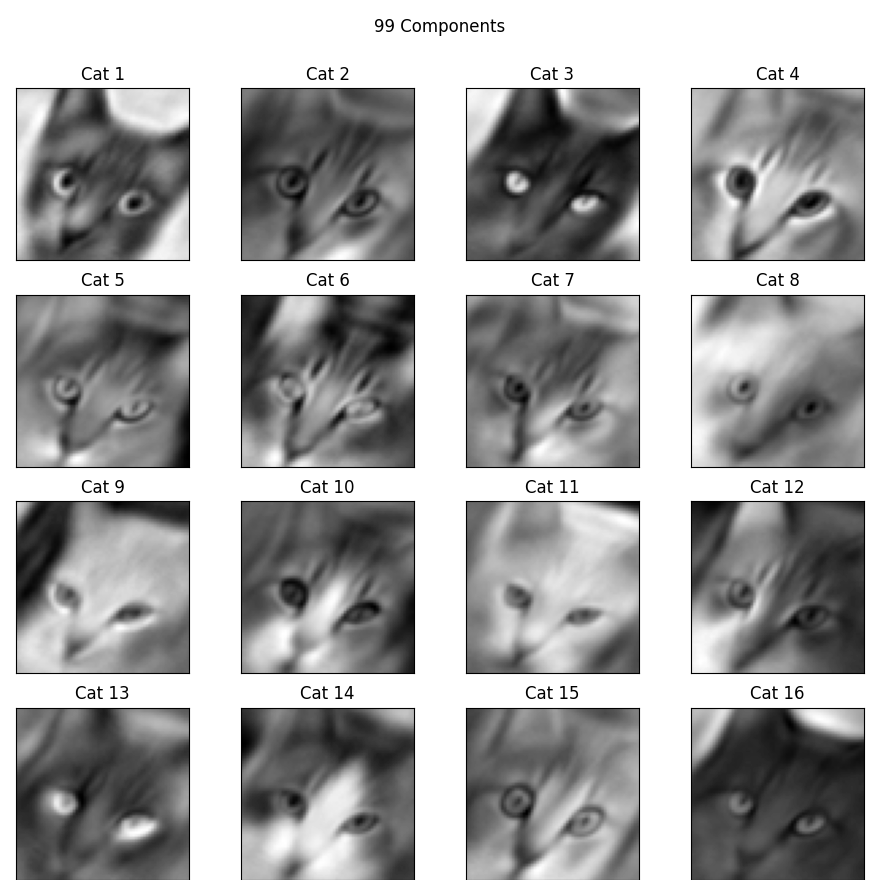 99 Components
Cat 1 Cat 2 Cat 3 Cat 4
Cat 5 Cat 6 Cat 7 Cat 8
Cat 9 Cat 10 Cat 11 Cat 12
Cat 13 Cat 14 Cat 15 Cat 16